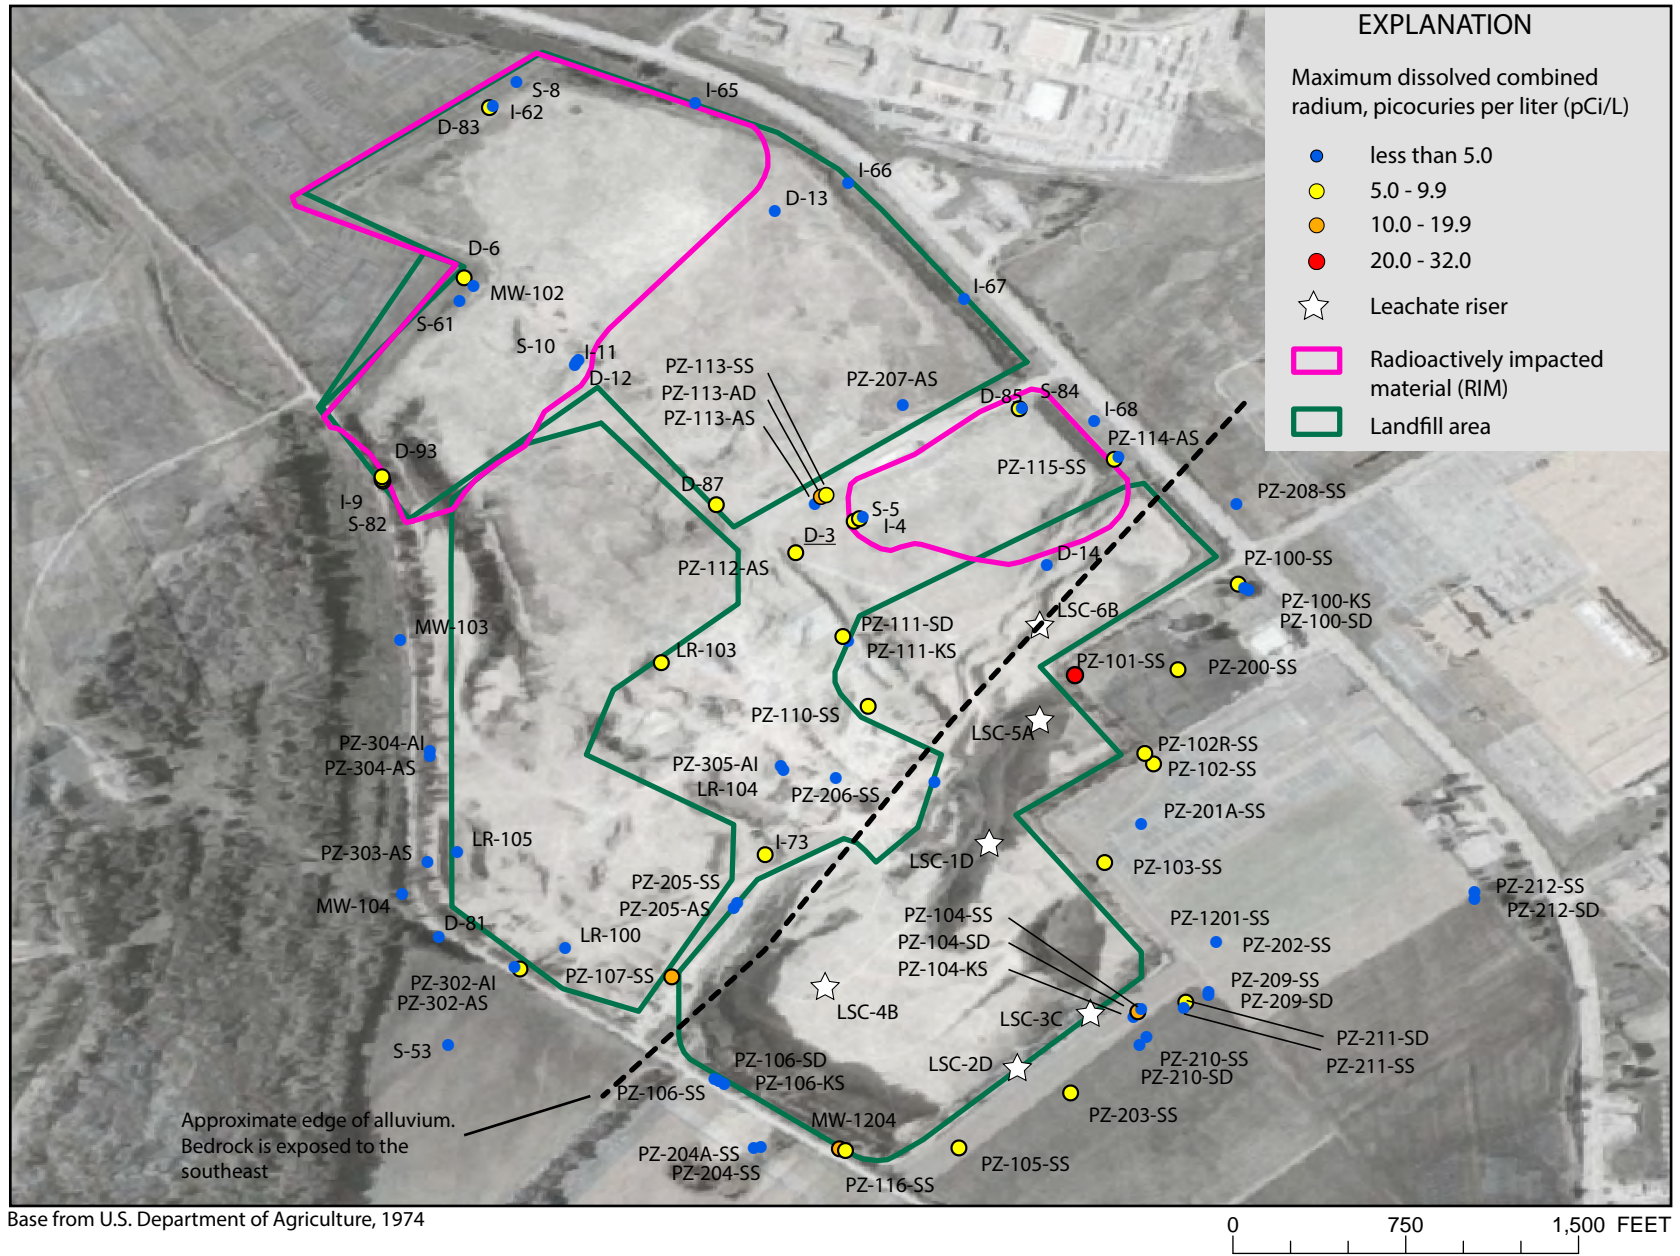 EXPLANATION
Maximum dissolved combined
radium, picocuries per liter (pCi/L)
less than 5.0
5.0 - 9.9
10.0 - 19.9
20.0 - 32.0
Leachate riser
Radioactively impacted
material (RIM)
Landfill area
S-8
I-62
D-83
I-65
I-66
D-13
D-6
MW-102
S-61
I-67
S-10
I-11
D-12
PZ-113-SS
PZ-113-AD
PZ-113-AS
PZ-207-AS
D-85
S-84
I-68
PZ-114-AS
PZ-115-SS
D-93
I-9
S-82
D-87
S-5
I-4
D-3
PZ-112-AS
D-14
PZ-208-SS
PZ-100-SS
PZ-100-KS
PZ-100-SD
LSC-6B
MW-103
LR-103
PZ-111-SD
PZ-111-KS
PZ-101-SS
PZ-200-SS
PZ-110-SS
LSC-5A
PZ-304-AI
PZ-304-AS
PZ-305-AI
LR-104
PZ-206-SS
PZ-102R-SS
PZ-102-SS
PZ-201A-SS
LR-105
PZ-303-AS
I-73
LSC-1D
PZ-103-SS
MW-104
PZ-205-SS
PZ-205-AS
PZ-212-SS
PZ-212-SD
D-81
LR-100
PZ-104-SS
PZ-104-SD
PZ-104-KS
PZ-1201-SS
PZ-202-SS
PZ-302-AI
PZ-302-AS
PZ-107-SS
PZ-209-SS
PZ-209-SD
LSC-4B
LSC-3C
PZ-211-SD
PZ-211-SS
S-53
PZ-210-SS
PZ-210-SD
PZ-106-SD
PZ-106-KS
PZ-106-SS
LSC-2D
PZ-203-SS
Approximate edge of alluvium.
Bedrock is exposed to the
southeast
MW-1204
PZ-204A-SS
PZ-204-SS
PZ-105-SS
PZ-116-SS
Base from U.S. Department of Agriculture, 1974
0 750 1,500 FEET